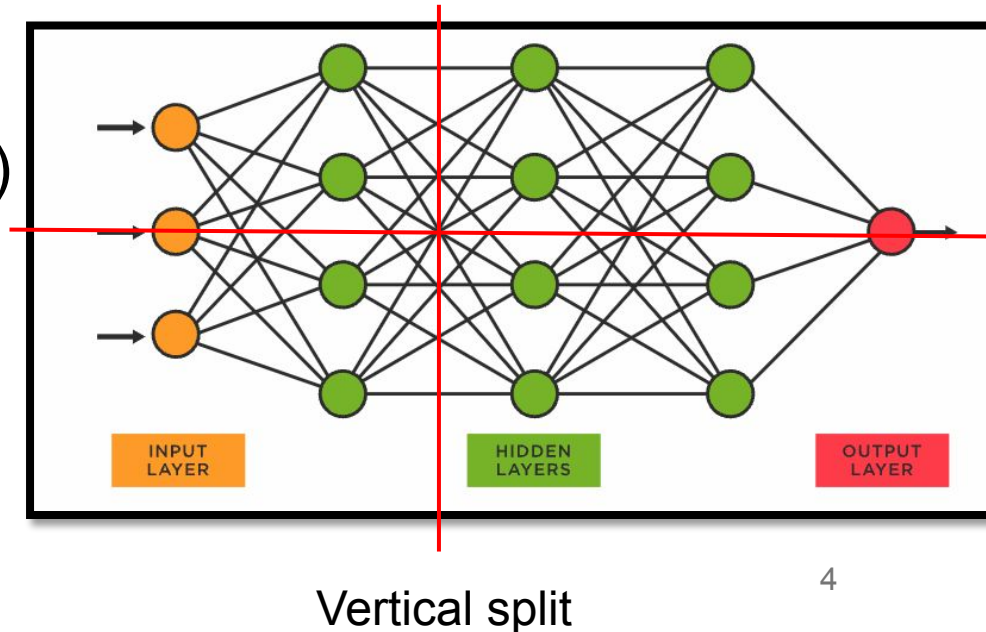 )
INPUT
LAYER
HIDDEN
LAYERS
OUTPUT
LAYER
4
Vertical split